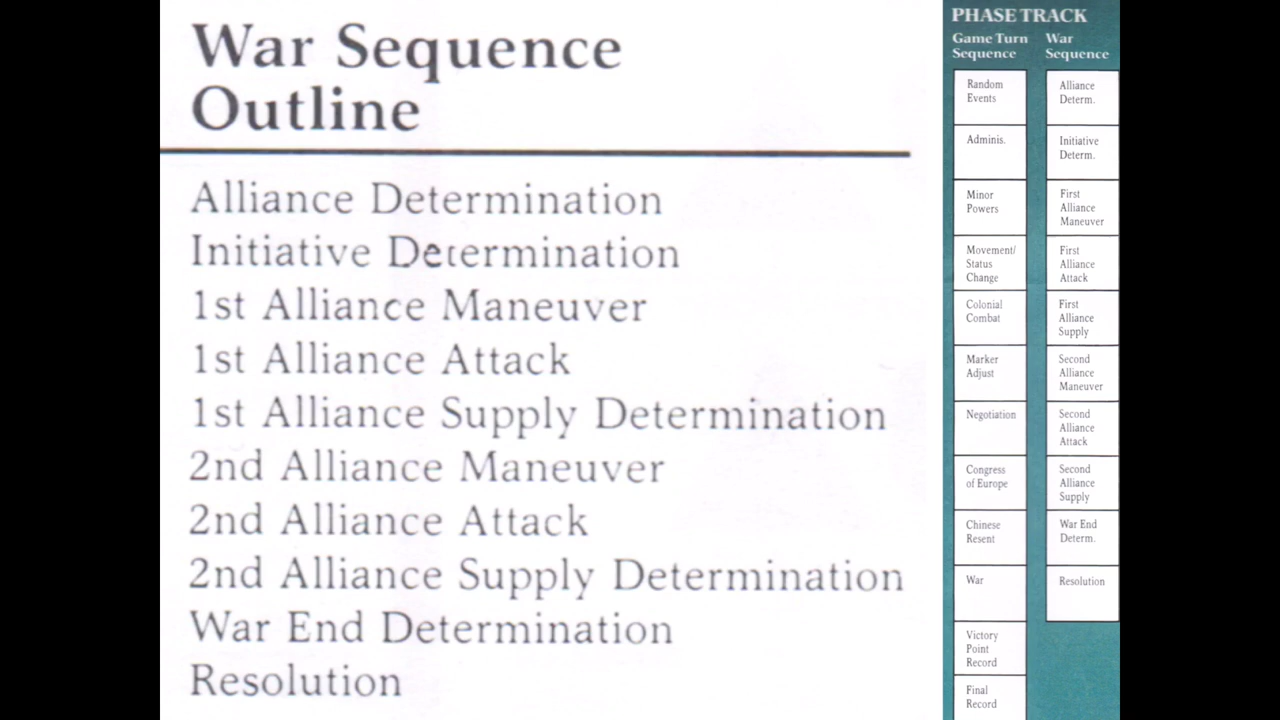 War Sequence
Outline
Alliance Determination
Initiative Determination
1st Alliance Maneuver
1st Alliance Attack
1st Alliance Supply Determination
2nd Alliance Maneuver
2nd Alliance Attack
2nd Alliance Supply Determination
War End Determination
Resolution
PHASE TRACK
Game Turn
Sequence
Random
Events
Adminis.
Minor
Powers
Movement/
Status
Change
Colonial
Combat
Marker
Adjust
Negotiation
Congress
of Europe
Chinese
Resent
War
Victory
Point
Record
Final
Record
War
Sequence
Alliance
Determ.
Initiative
Determ.
First
Alliance
Maneuver
First
Alliance
Attack
First
Alliance
Supply
Second
Alliance
Maneuver
Second
Alliance
Attack
Second
Alliance
Supply
War End
Determ.
Resolution